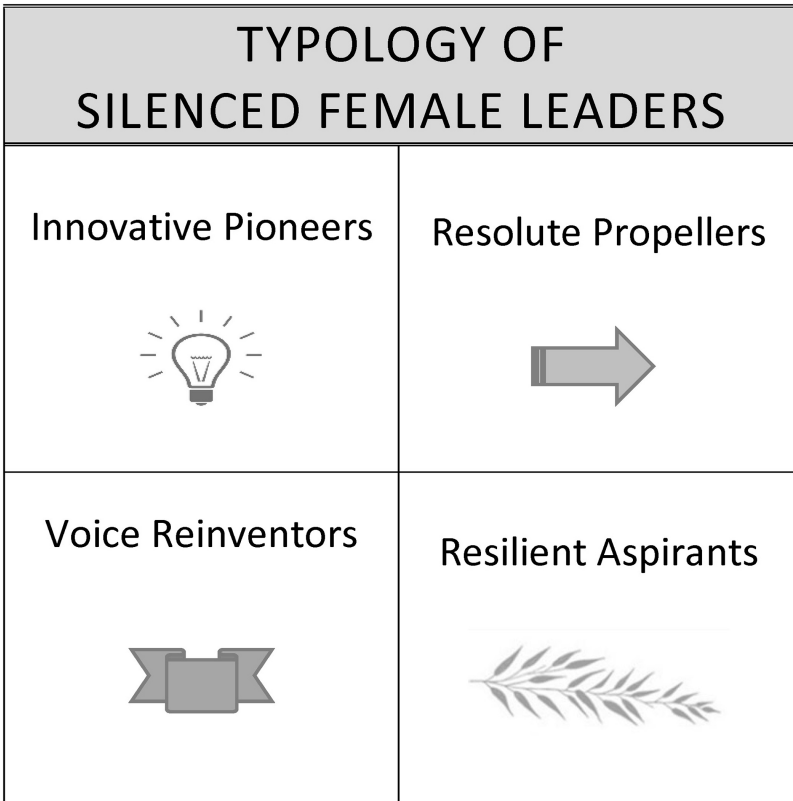 TYPOLOGY OF
SILENCED FEMALE LEADERS
Innovative Pioneers
Resolute Propellers
Voice Reinventors
Resilient Aspirants